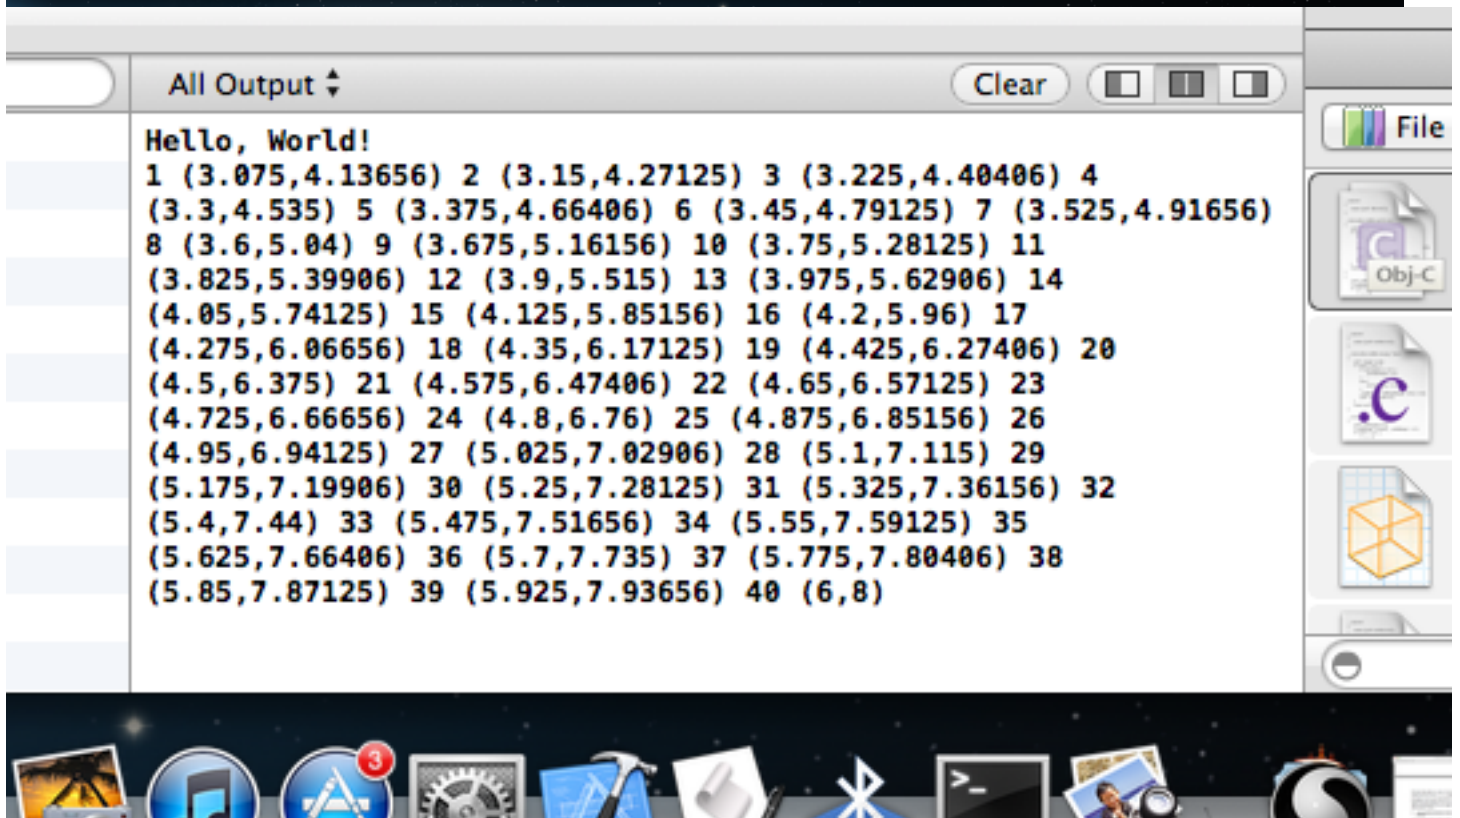 All Output
Clear
File
Hello, World!
1 (3.075,4.13656) 2 (3.15,4.27125) 3 (3.225,4.40406) 4
(3.3,4.535) 5 (3.375,4.66406) 6 (3.45,4.79125) 7 (3.525,4.91656)
8 (3.6,5.04) 9 (3.675,5.16156) 10 (3.75,5.28125) 11
(3.825,5.39906) 12 (3.9,5.515) 13 (3.975,5.62906) 14
(4.05,5.74125) 15 (4.125,5.85156) 16 (4.2,5.96) 17
(4.275,6.06656) 18 (4.35,6.17125) 19 (4.425,6.27406) 20
(4.5,6.375) 21 (4.575,6.47406) 22 (4.65,6.57125) 23
(4.725,6.66656) 24 (4.8,6.76) 25 (4.875,6.85156) 26
(4.95,6.94125) 27 (5.025,7.02906) 28 (5.1,7.115) 29
(5.175,7.19906) 30 (5.25,7.28125) 31 (5.325,7.36156) 32
(5.4,7.44) 33 (5.475,7.51656) 34 (5.55,7.59125) 35
(5.625,7.66406) 36 (5.7,7.735) 37 (5.775,7.80406) 38
(5.85,7.87125) 39 (5.925,7.93656) 40 (6,8)
C
Obj-C
.C
3
>_